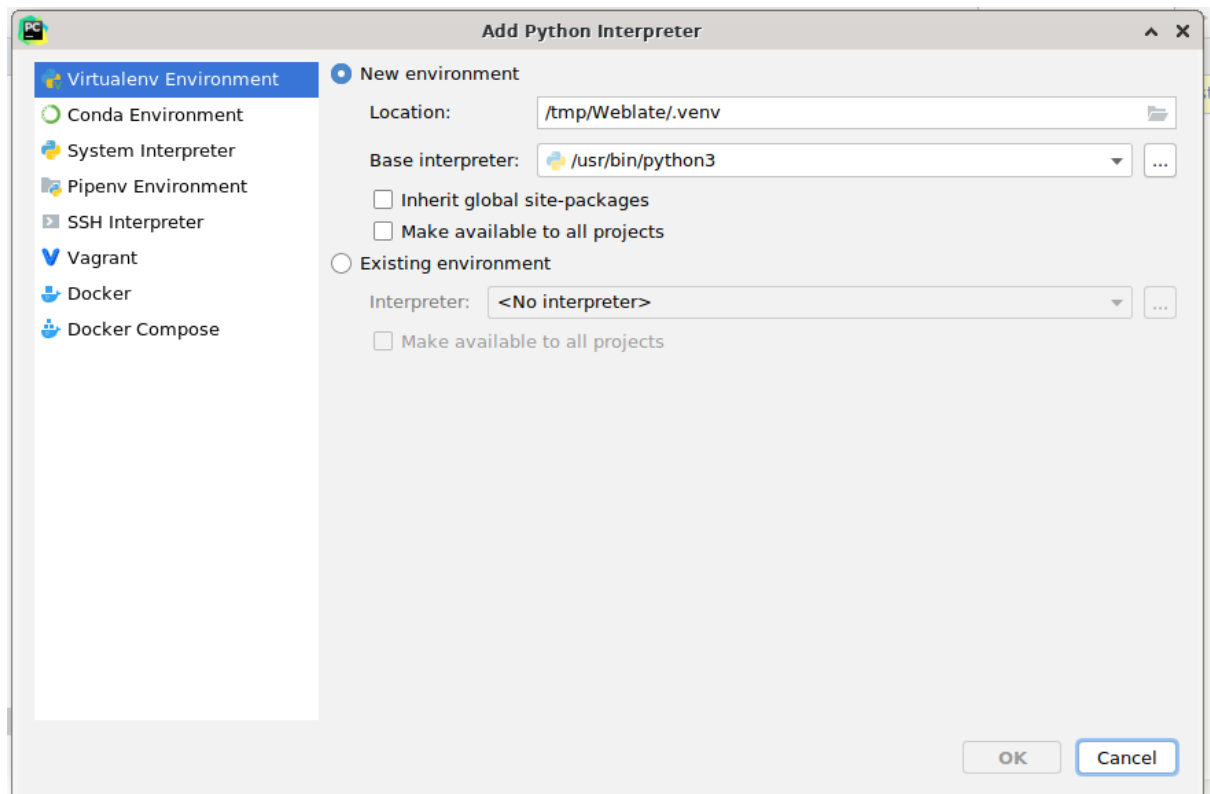 PC
Add Python Interpreter
Virtualenv Environment
Conda Environment
System Interpreter
Pipenv Environment
SSH Interpreter
Vagrant
Docker
Docker Compose
New environment
Location: /tmp/Weblate/.venv
Base interpreter: /usr/bin/python3 ...
Inherit global site-packages
Make available to all projects
Existing environment
Interpreter: <No interpreter> ...
Make available to all projects
OK Cancel